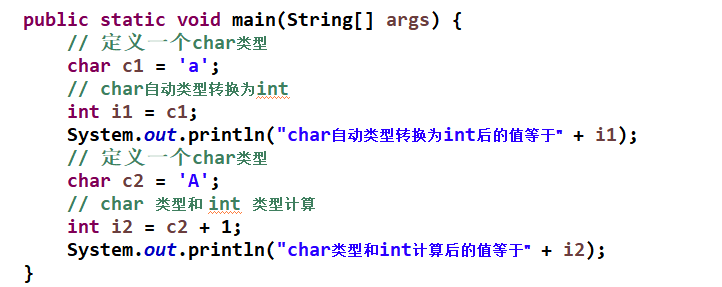 public static void main(String[] args) {
// 定义一个char类型
char c1 = 'a';
// char自动类型转换为int
int i1 = c1;
System.out.println("char自动类型转换为int后的值等于" + i1);
// 定义一个char类型
char c2 = 'A';
// char 类型和 int 类型计算
int i2 = c2 + 1;
System.out.println("char类型和int计算后的值等于" + i2);
}